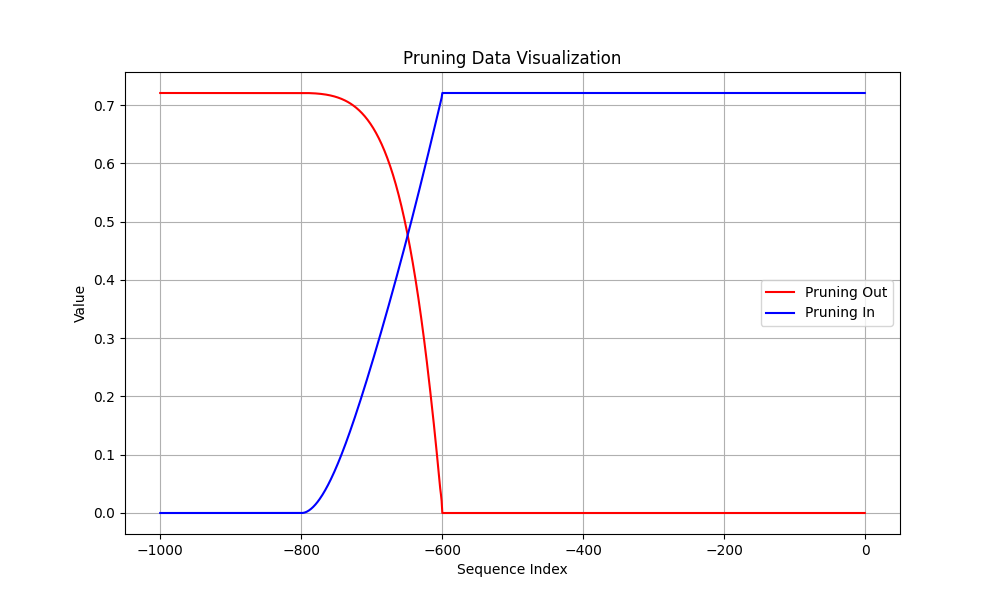 Pruning Data Visualization
Value
0.7
0.6
0.5
0.4
0.3
0.2
0.1
0.0
Pruning Out
Pruning In
−1000 −800 −600 −400 −200 0
Sequence Index